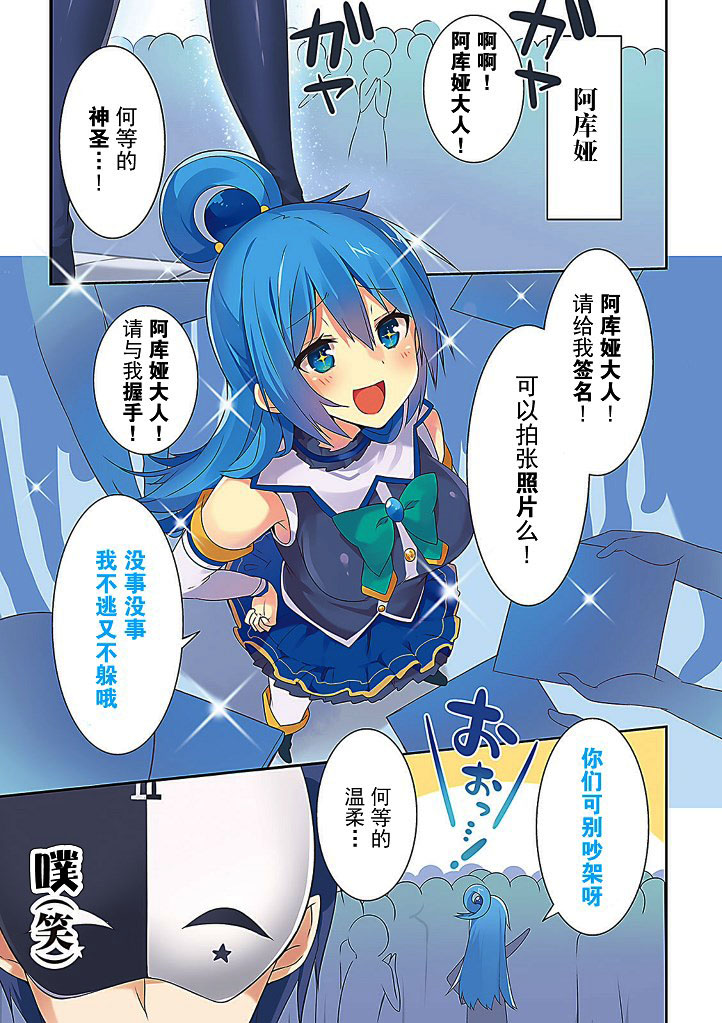 阿库娅
啊啊！
阿库娅大人！
ガ
ガッ
何等的
神圣…！
阿库娅大人！
请给我签名！
可以拍张照片么！
阿库娅大人！
请与我握手！
没事没事
我不逃又不躲哦
你们可别吵架呀
おおっ…！
何等的
温柔…
噗（笑）